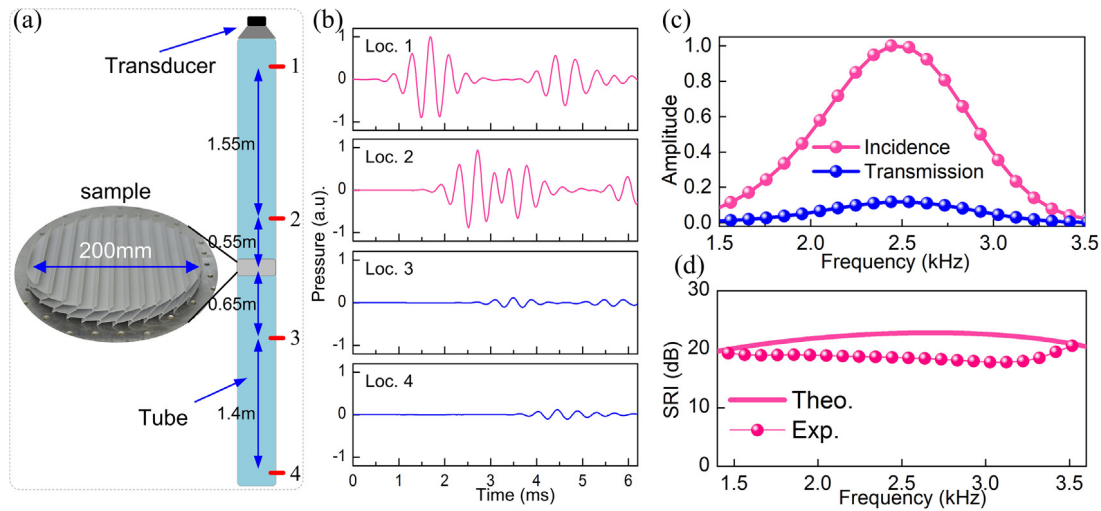 (a)
Transducer
1
1.55m
sample
2
0.55m
200mm
0.65m
3
Tube
1.4m
4
(b)
Loc. 1
1
0
-1
Loc. 2
1
0
-1
Loc. 3
1
0
-1
Loc. 4
1
0
-1
Pressure (a.u.)
0 1 2 3 4 5 6
Time (ms)
(c)
1.0
0.8
0.6
0.4
0.2
0.0
Amplitude
Incidence
Transmission
1.5 2.0 2.5 3.0 3.5
Frequency (kHz)
(d)
30
20
10
0
SRI (dB)
Theo.
Exp.
1.5 2.0 2.5 3.0 3.5
Frequency (kHz)